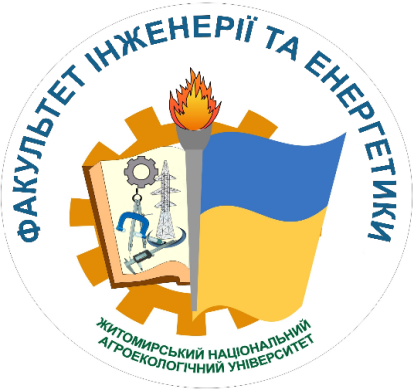 ФАКУЛЬТЕТ ІНЖЕНЕРІЇ ТА ЕНЕРГЕТИКИ
ЖИТОМИРСЬКИЙ НАЦІОНАЛЬНИЙ
АГРОЕКОЛОГІЧНИЙ УНІВЕРСИТЕТ